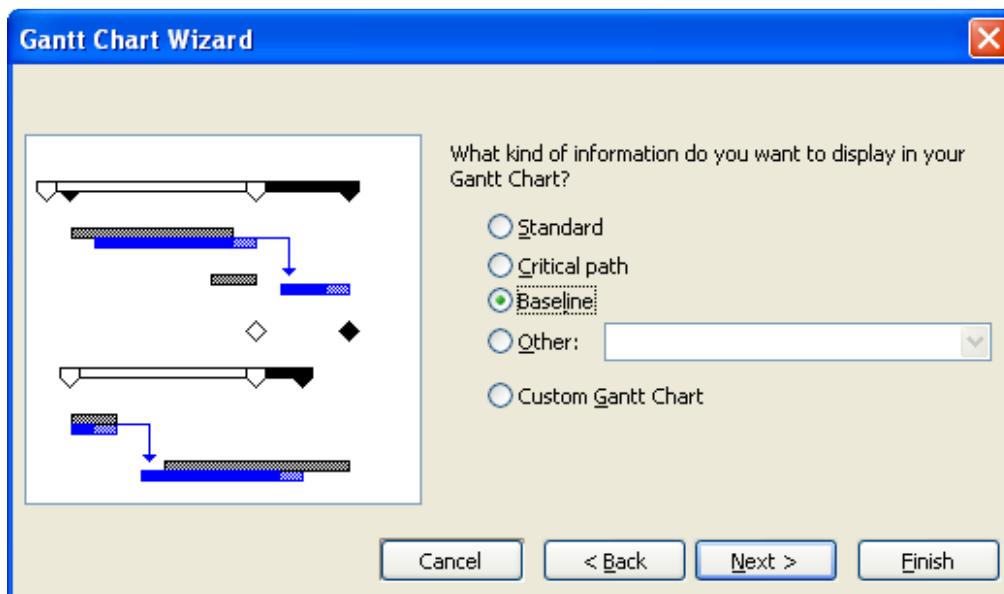 Gantt Chart Wizard
What kind of information do you want to display in your
Gantt Chart?
Standard
Critical path
Baseline
Other:
Custom Gantt Chart
Cancel
< Back
Next >
Finish